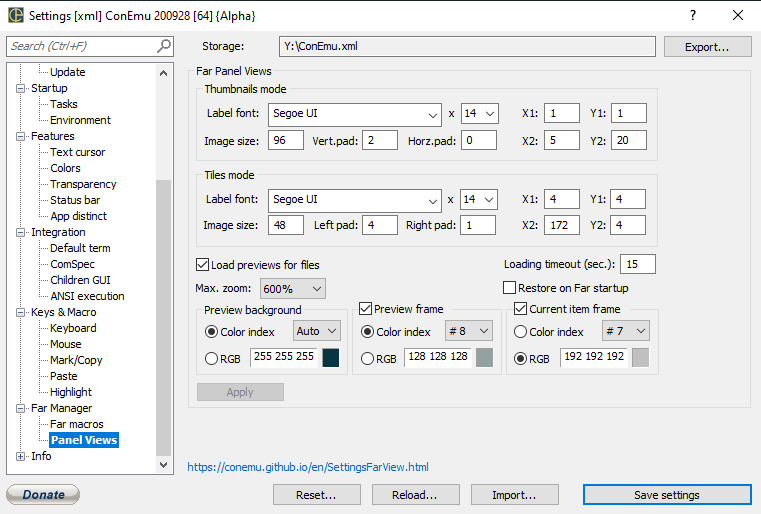 Settings [xml] ConEmu 200928 [64] {Alpha}
?
Search (Ctrl+F)
Storage: Y:\ConEmu.xml Export...
Update
Startup
Tasks
Environment
Features
Text cursor
Colors
Transparency
Status bar
App distinct
Integration
Default term
ComSpec
Children GUI
ANSI execution
Keys & Macro
Keyboard
Mouse
Mark/Copy
Paste
Highlight
Far Manager
Far macros
Panel Views
Info
Far Panel Views
Thumbnails mode
Label font: Segoe UI x 14 X1: 1 Y1: 1
Image size: 96 Vert.pad: 2 Horz.pad: 0 X2: 5 Y2: 20
Tiles mode
Label font: Segoe UI x 14 X1: 4 Y1: 4
Image size: 48 Left pad: 4 Right pad: 1 X2: 172 Y2: 4
Load previews for files Loading timeout (sec.): 15
Max. zoom: 600% Restore on Far startup
Preview background
Color index Auto
RGB 255 255 255
Preview frame
Color index # 8
RGB 128 128 128
Current item frame
Color index # 7
RGB 192 192 192
Apply
https://conemu.github.io/en/SettingsFarView.html
Donate Reset... Reload... Import... Save settings